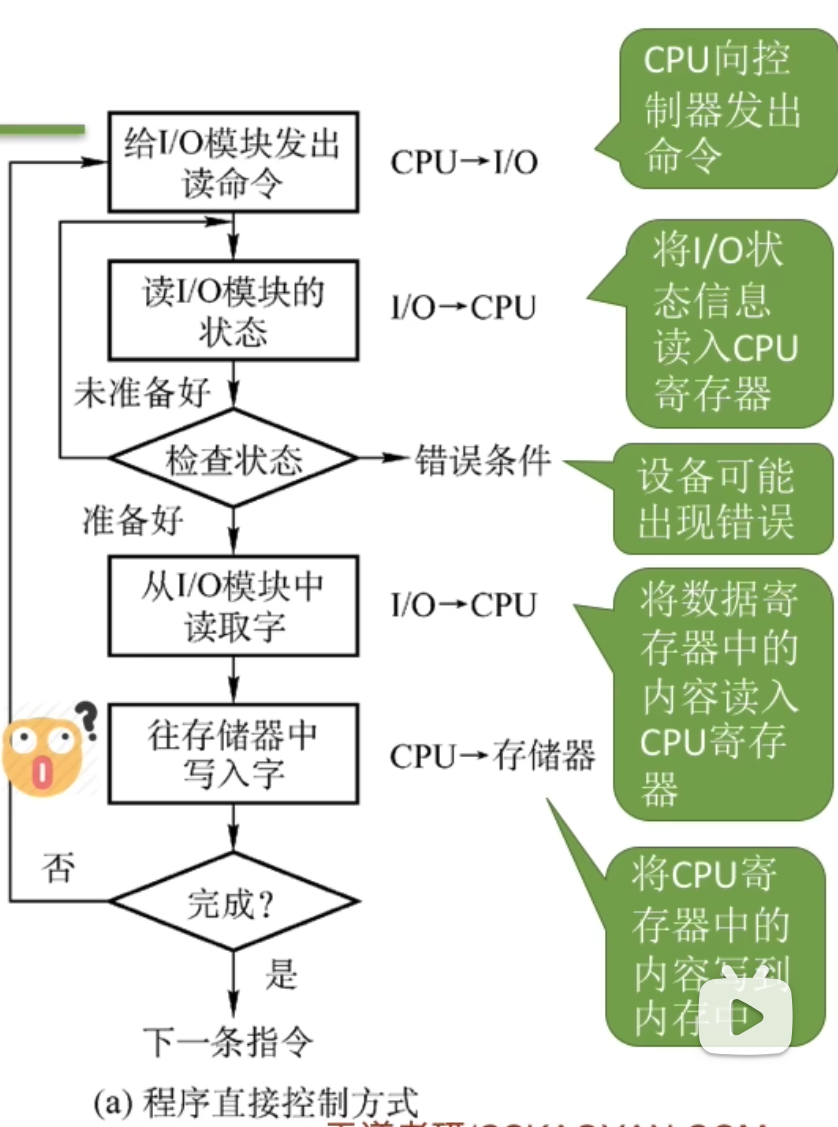 CPU向控
制器发出
命令
给I/O模块发出
读命令
CPU→I/O
将I/O状
态信息
读入CPU
寄存器
读I/O模块的
状态
I/O→CPU
未准备好
检查状态
错误条件
设备可能
出现错误
准备好
从I/O模块中
读取字
I/O→CPU
将数据寄
存器中的
内容读入
CPU寄存
器
?
往存储器中
写入字
CPU→存储器
否
完成?
将CPU寄
存器中的
内容写到
内存中
是
下一条指令
(a) 程序直接控制方式